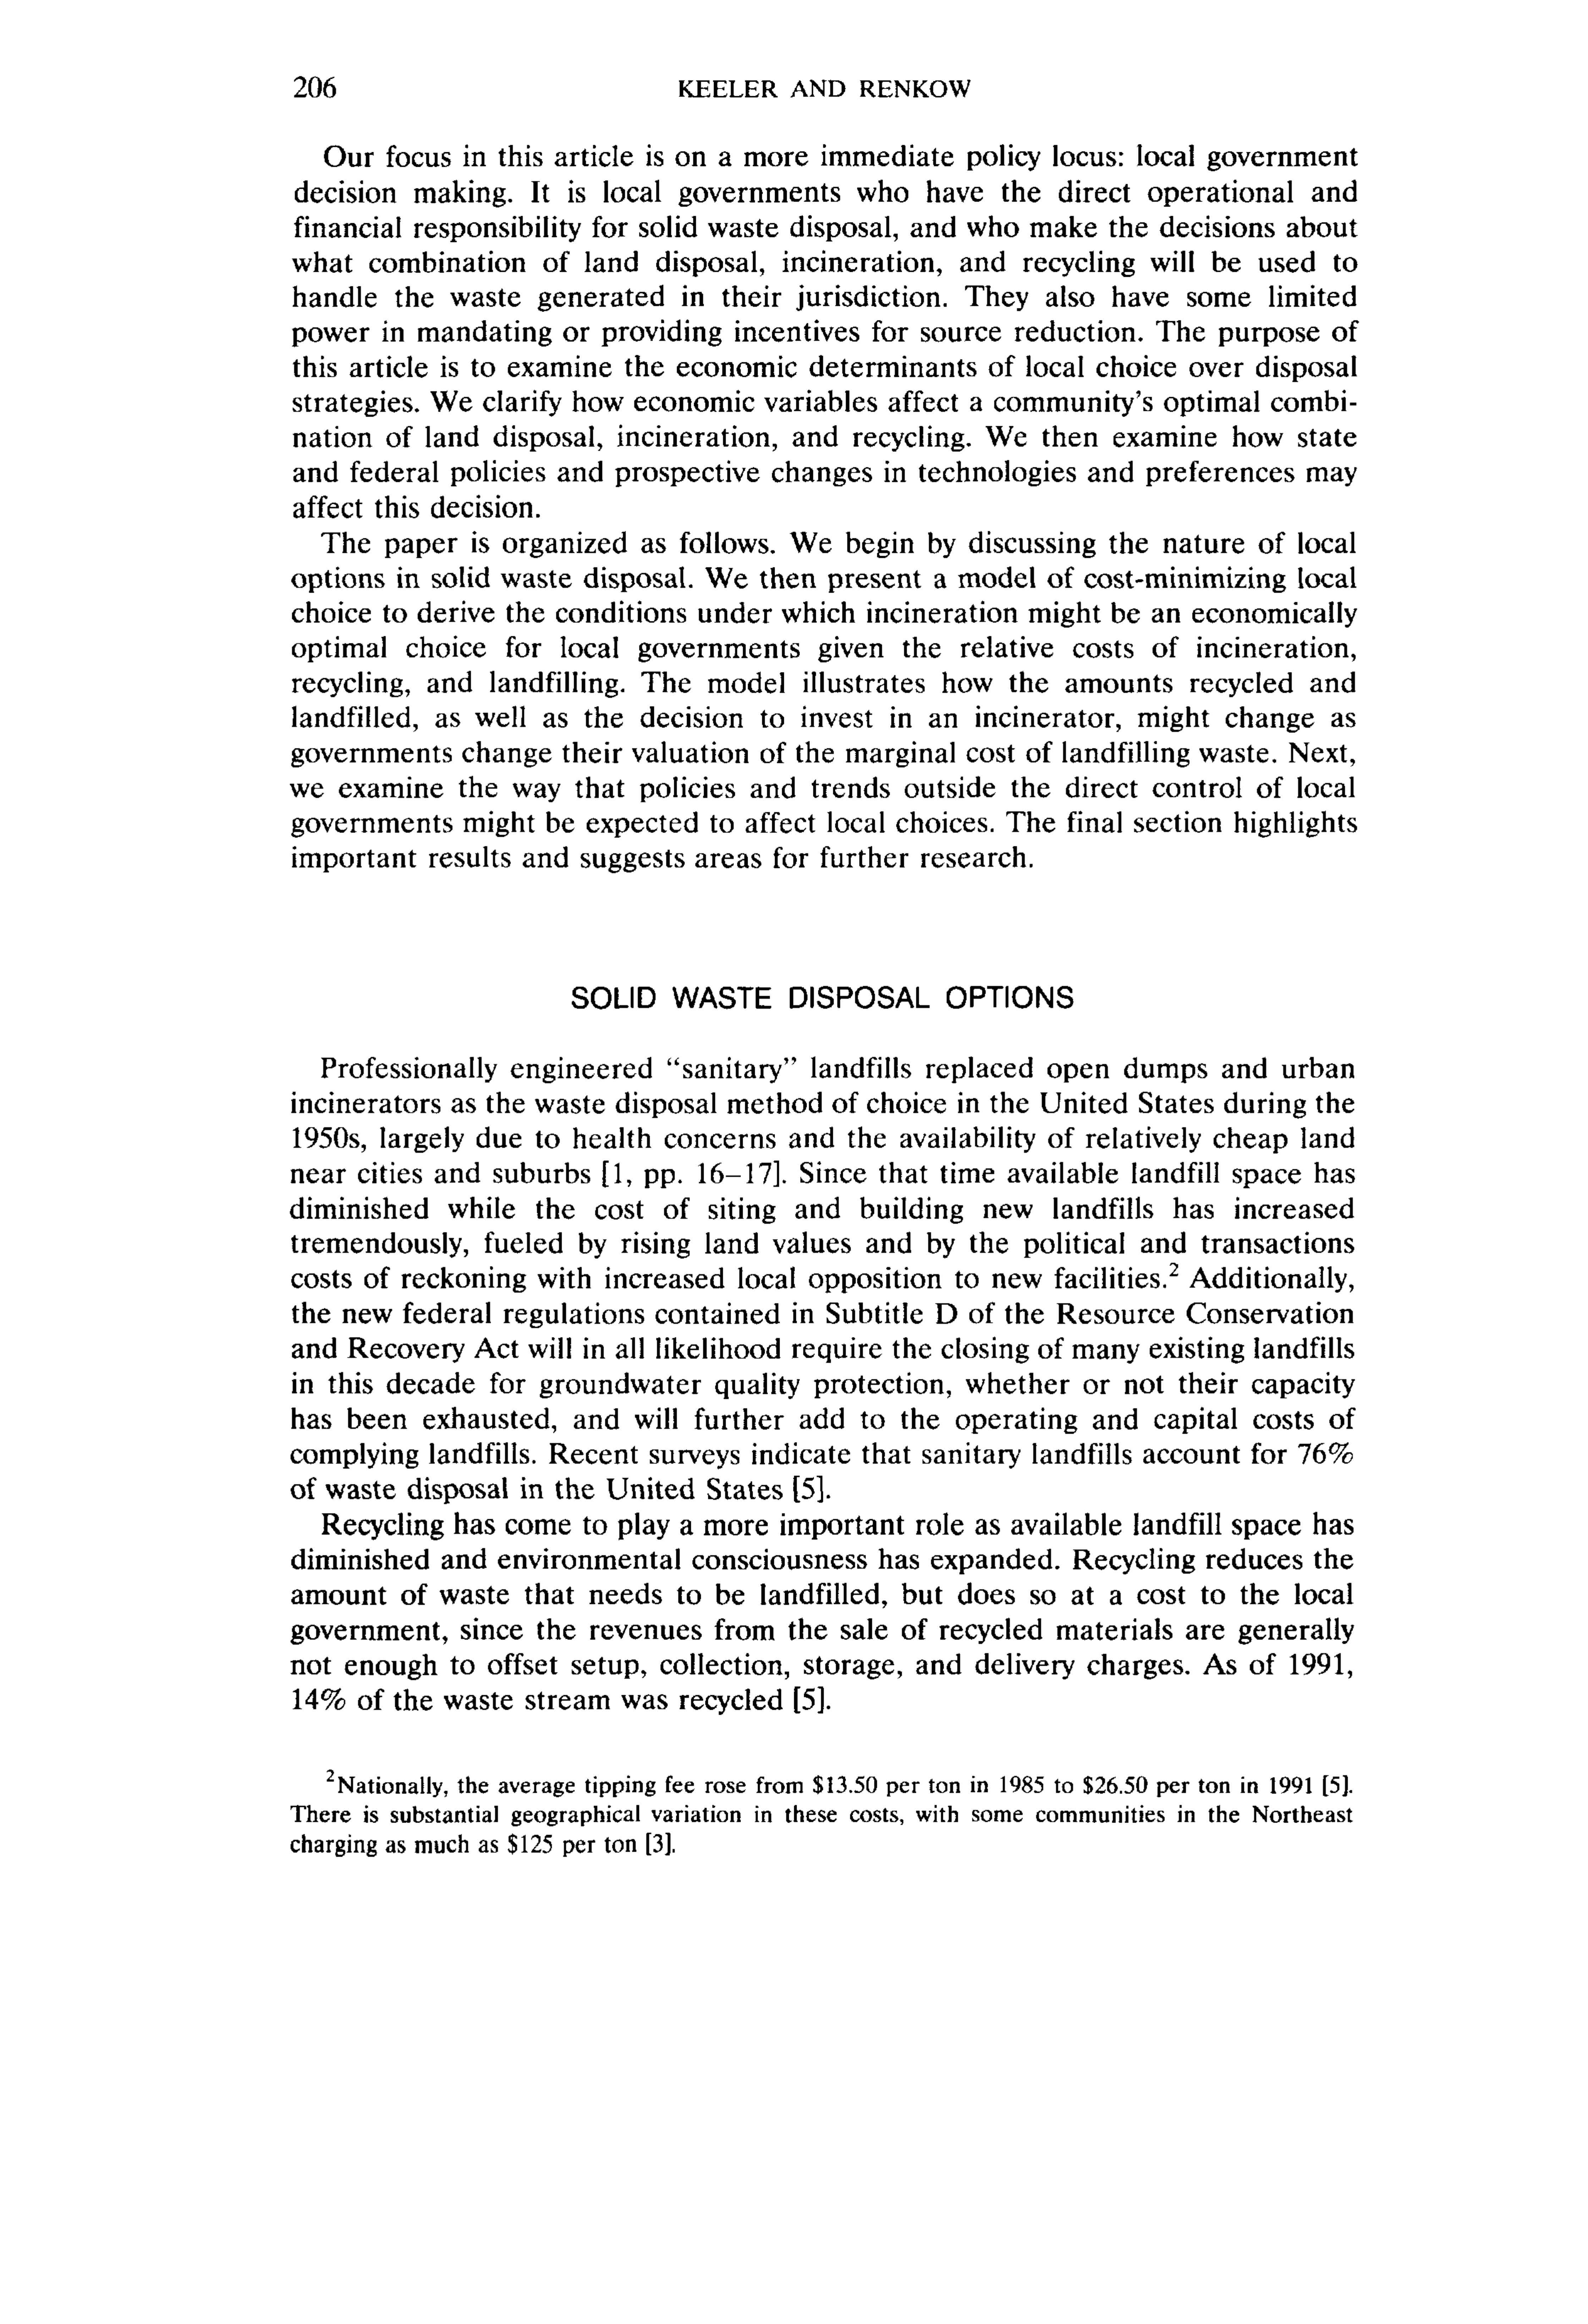 206
KEELER AND RENKOW
Our focus in this article is on a more immediate policy locus: local government
decision making. It is local governments who have the direct operational and
financial responsibility for solid waste disposal, and who make the decisions about
what combination of land disposal, incineration, and recycling will be used to
handle the waste generated in their jurisdiction. They also have some limited
power in mandating or providing incentives for source reduction. The purpose of
this article is to examine the economic determinants of local choice over disposal
strategies. We clarify how economic variables affect a community's optimal combi-
nation of land disposal, incineration, and recycling. We then examine how state
and federal policies and prospective changes in technologies and preferences may
affect this decision.
The paper is organized as follows. We begin by discussing the nature of local
options in solid waste disposal. We then present a model of cost-minimizing local
choice to derive the conditions under which incineration might be an economically
optimal choice for local governments given the relative costs of incineration,
recycling, and landfilling. The model illustrates how the amounts recycled and
landfilled, as well as the decision to invest in an incinerator, might change as
governments change their valuation of the marginal cost of landfilling waste. Next,
we examine the way that policies and trends outside the direct control of local
governments might be expected to affect local choices. The final section highlights
important results and suggests areas for further research.
SOLID WASTE DISPOSAL OPTIONS
Professionally engineered “sanitary” landfills replaced open dumps and urban
incinerators as the waste disposal method of choice in the United States during the
1950s, largely due to health concerns and the availability of relatively cheap land
near cities and suburbs [1, pp. 16–17]. Since that time available landfill space has
diminished while the cost of siting and building new landfills has increased
tremendously, fueled by rising land values and by the political and transactions
costs of reckoning with increased local opposition to new facilities.² Additionally,
the new federal regulations contained in Subtitle D of the Resource Conservation
and Recovery Act will in all likelihood require the closing of many existing landfills
in this decade for groundwater quality protection, whether or not their capacity
has been exhausted, and will further add to the operating and capital costs of
complying landfills. Recent surveys indicate that sanitary landfills account for 76%
of waste disposal in the United States [5].
Recycling has come to play a more important role as available landfill space has
diminished and environmental consciousness has expanded. Recycling reduces the
amount of waste that needs to be landfilled, but does so at a cost to the local
government, since the revenues from the sale of recycled materials are generally
not enough to offset setup, collection, storage, and delivery charges. As of 1991,
14% of the waste stream was recycled [5].
²Nationally, the average tipping fee rose from $13.50 per ton in 1985 to $26.50 per ton in 1991 [5].
There is substantial geographical variation in these costs, with some communities in the Northeast
charging as much as $125 per ton [3].